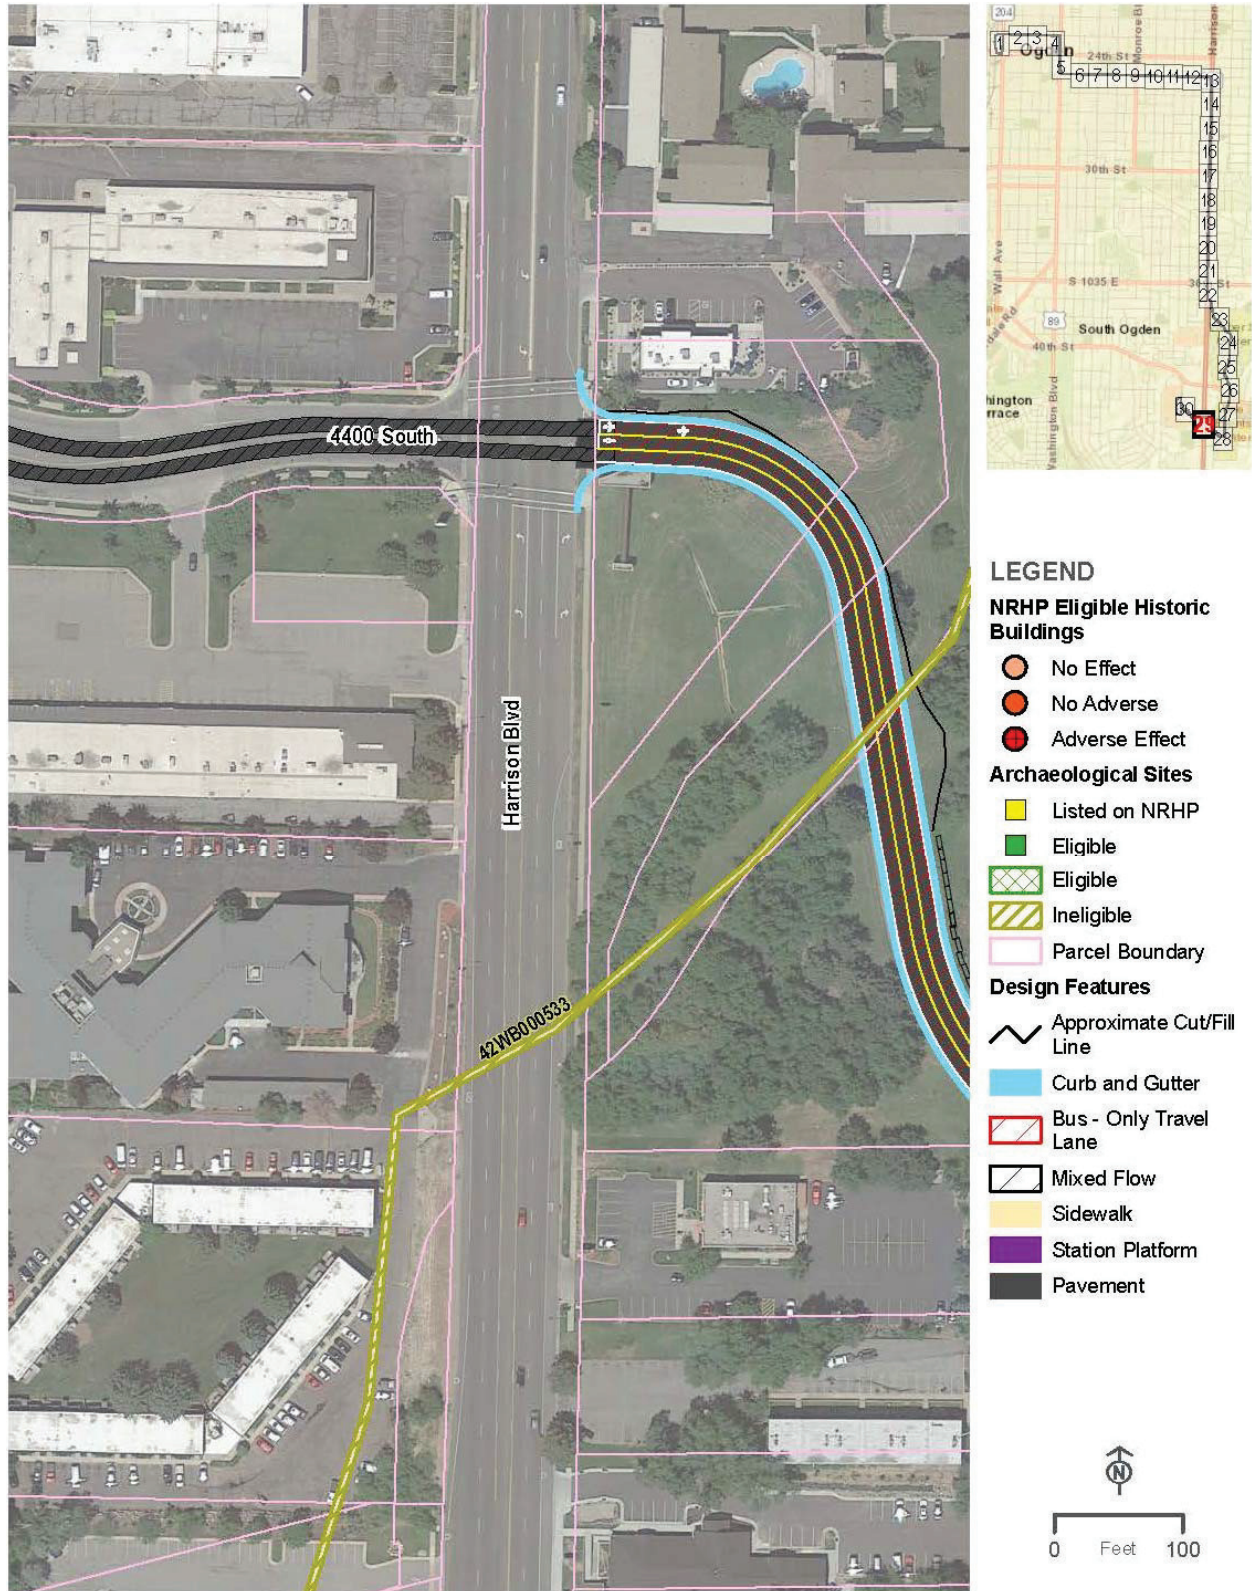 4400 South
Harrison Blvd
42WB000533
204
1
2
3
4
Ogden
24th St
5
6
7
8
9
10
11
12
13
14
15
16
17
30th St
18
19
20
21
S 1035 E
22
23
Wall Ave
89
South Ogden
24
40th St
25
26
27
28
30
Washington Blvd
LEGEND
NRHP Eligible Historic
Buildings
No Effect
No Adverse
Adverse Effect
Archaeological Sites
Listed on NRHP
Eligible
Eligible
Ineligible
Parcel Boundary
Design Features
Approximate Cut/Fill
Line
Curb and Gutter
Bus - Only Travel
Lane
Mixed Flow
Sidewalk
Station Platform
Pavement
N
0 Feet 100